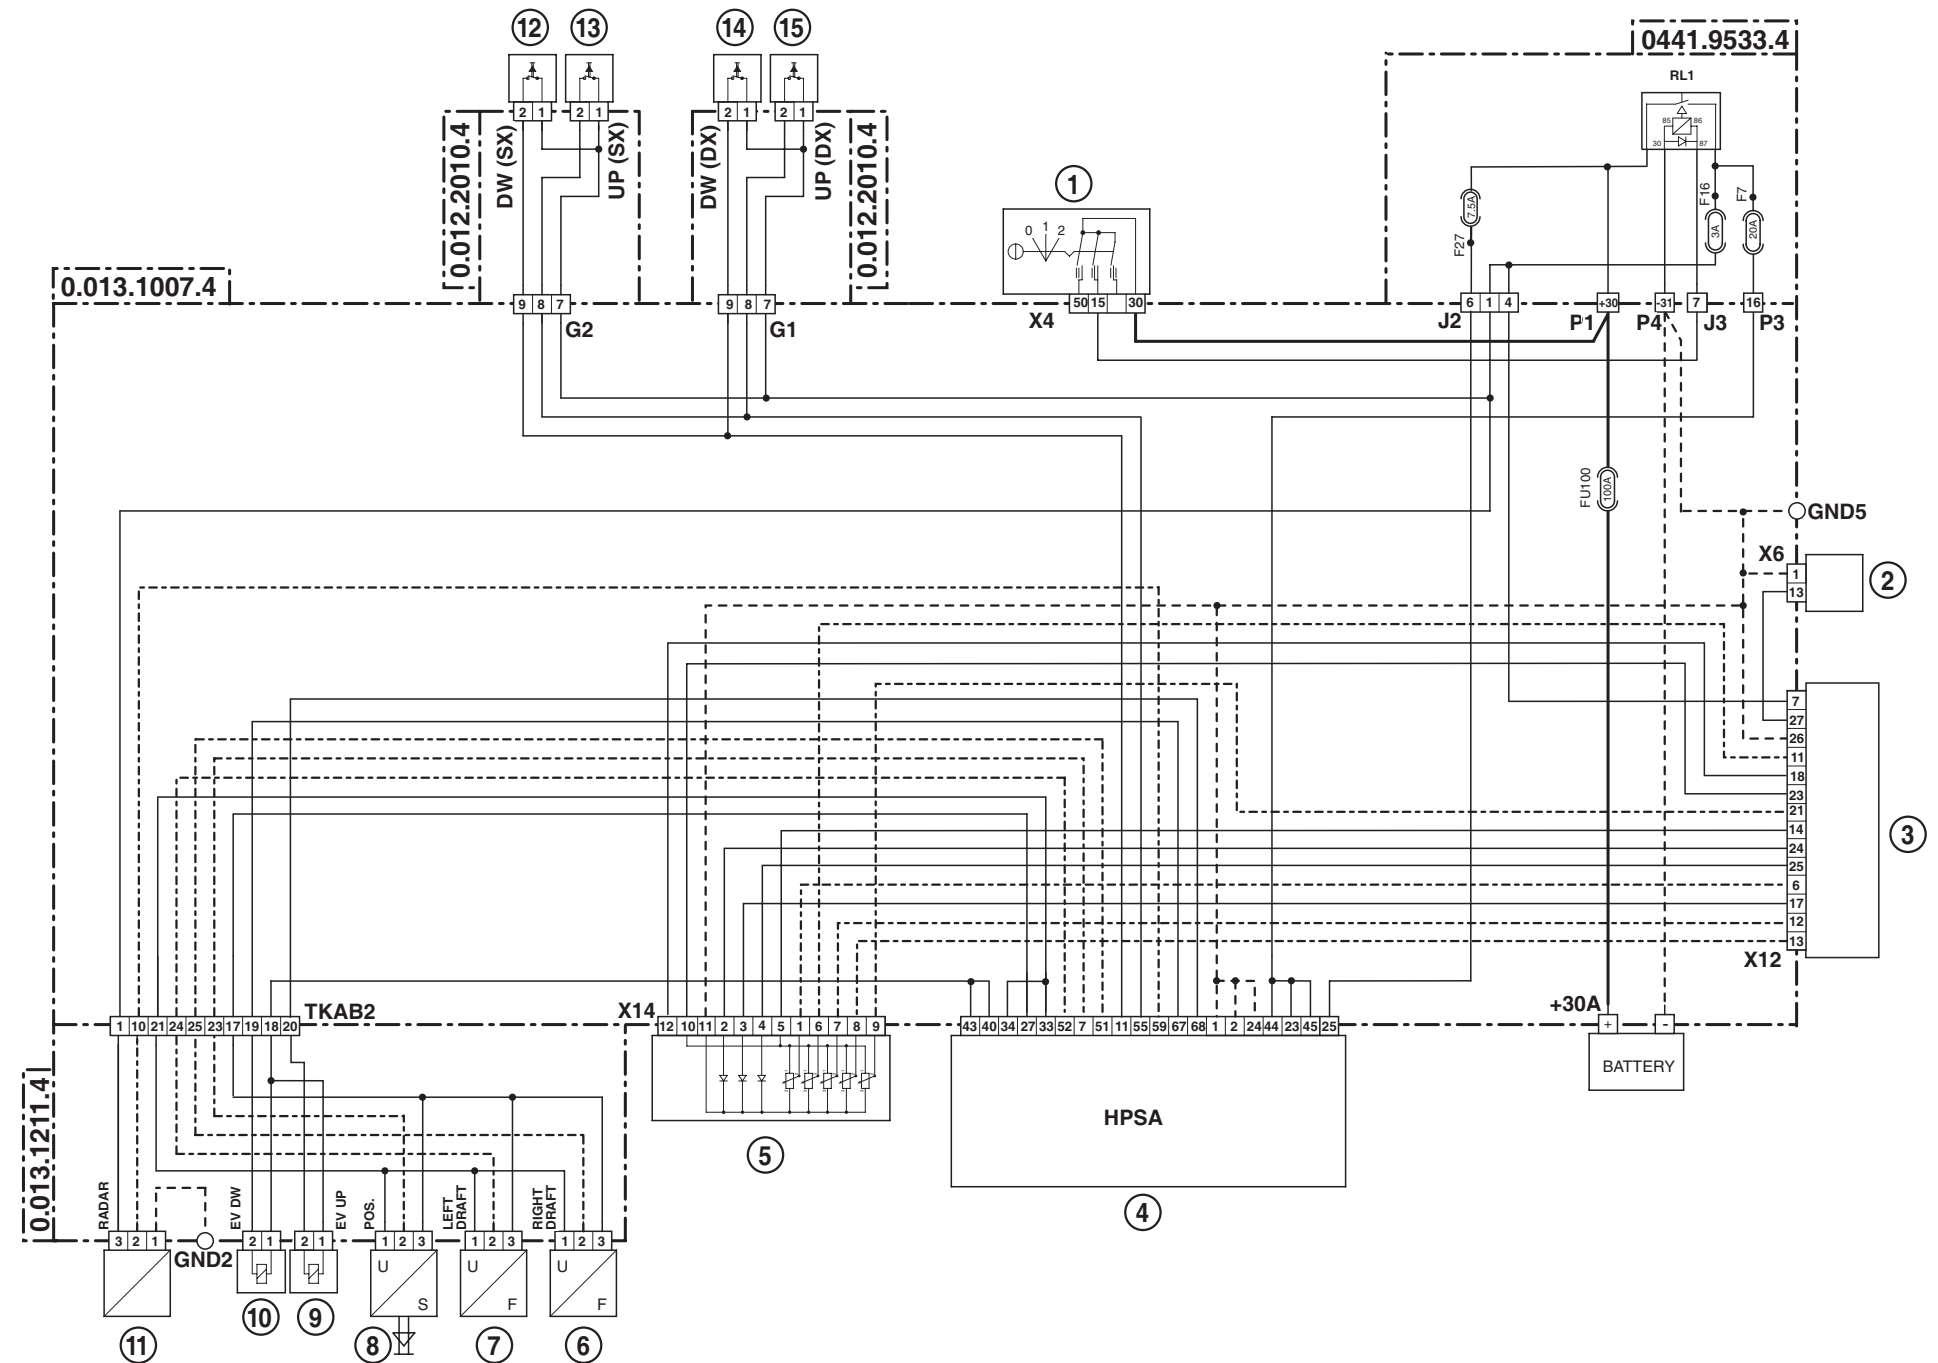 12 13 14 15
0441.9533.4
RL1
85 86
30 87
2 1 2 1 2 1 2 1
0.012.2010.4
DW (SX)
UP (SX)
DW (DX)
UP (DX)
0.012.2010.4
1
0 1 2
7.5A
F27
F16
3A
F7
20A
0.013.1007.4
9 8 7
G2
9 8 7
G1
50 15 30
X4
6 1 4
J2
+30
P1
-31
P4
7
J3
16
P3
FU100
100A
GND5
X6
1
13
2
7
27
26
11
18
23
21
14
24
25
6
17
12
13
3
X12
+30A
+ -
BATTERY
1 10 21 24 25 23 17 19 18 20
TKAB2
X14
12 10 11 2 3 4 5 1 6 7 8 9
43 40 34 27 33 52 7 51 11 55 59 67 68 1 2 24 44 23 45 25
HPSA
5
4
0.013.1211.4
RADAR
EV DW
EV UP
POS.
LEFT
DRAFT
RIGHT
DRAFT
3 2 1
GND2
2 1
2 1
1 2 3
1 2 3
1 2 3
U S
U F
U F
11 10 9 8 7 6